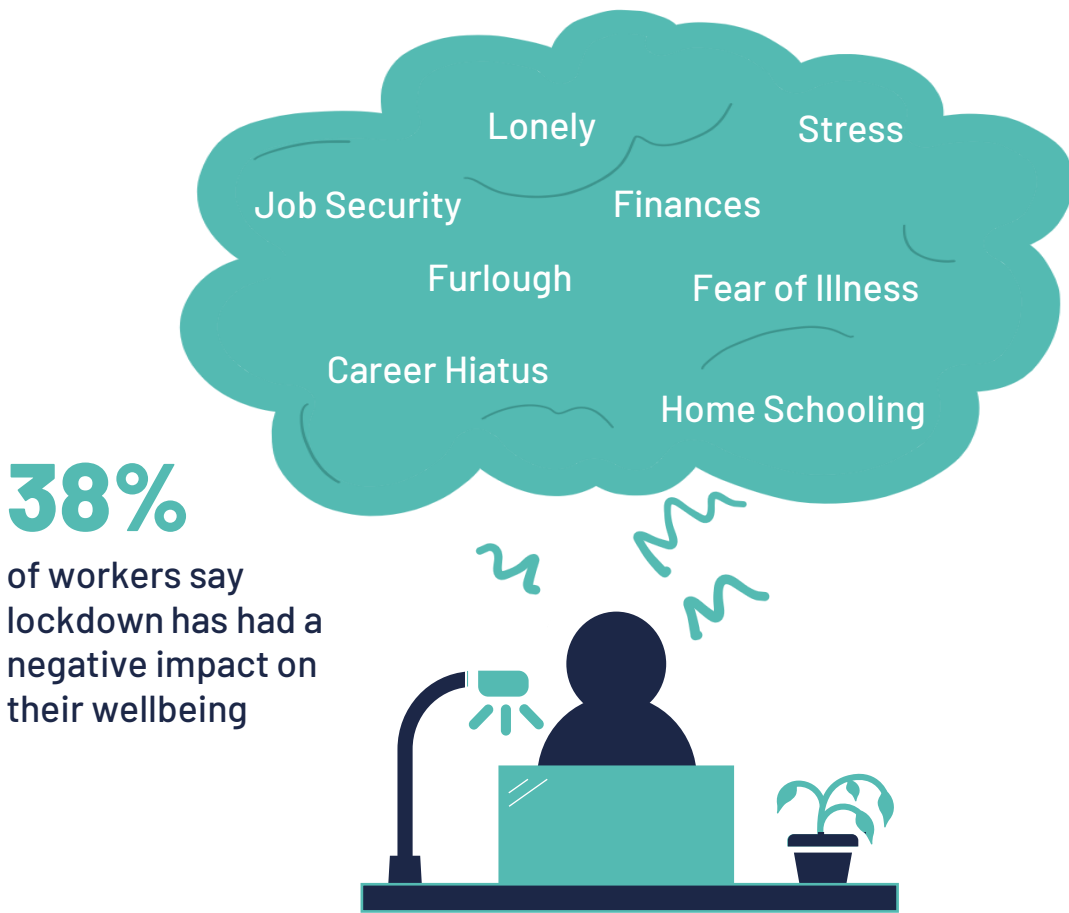 Lonely
Stress
Job Security
Finances
Furlough
Fear of Illness
Career Hiatus
Home Schooling
38%
of workers say
lockdown has had a
negative impact on
their wellbeing